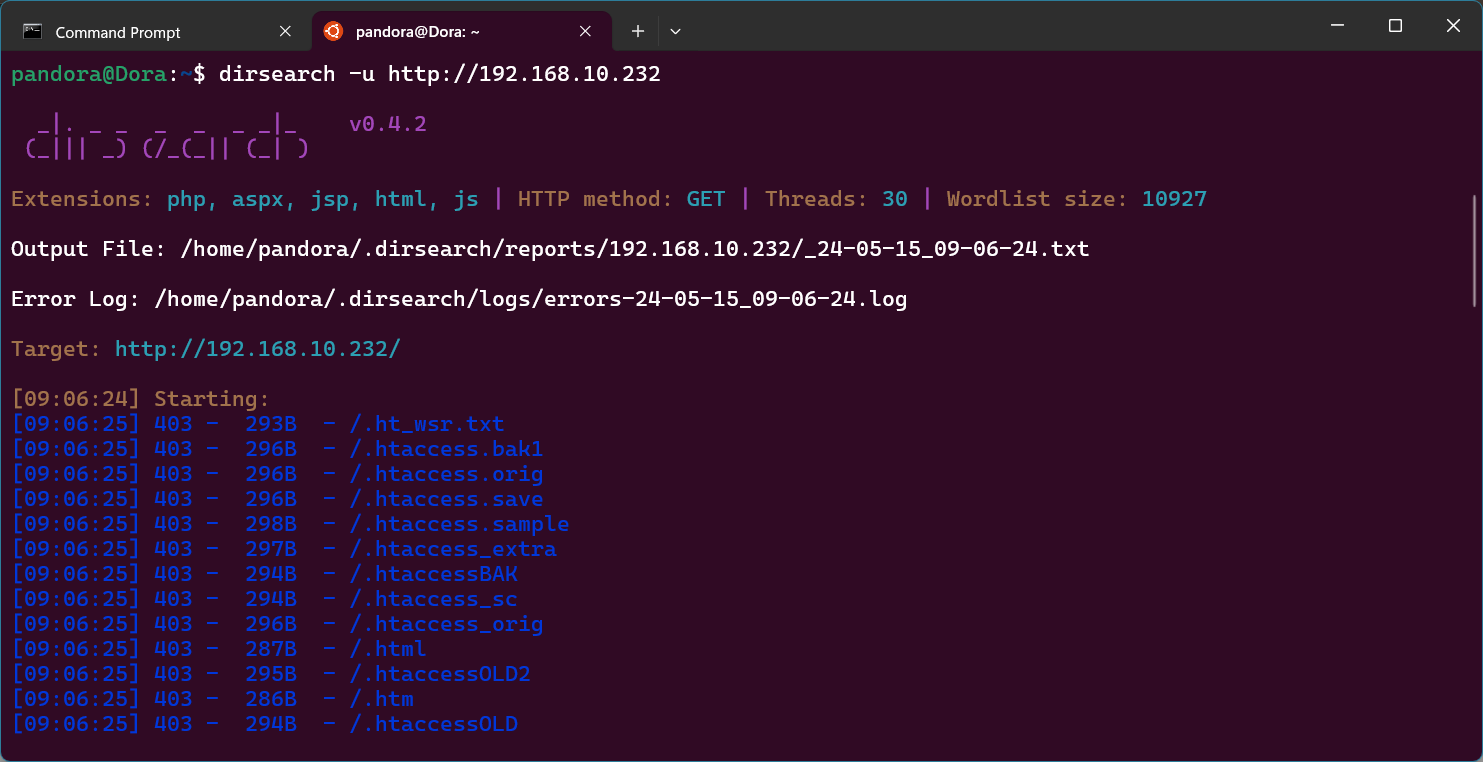 Command Prompt
pandora@Dora: ~
pandora@Dora:~$ dirsearch -u http://192.168.10.232
  _|. _ _  _  _  _ _|_    v0.4.2
 (_||| _) (/_(_|| (_| )
Extensions: php, aspx, jsp, html, js | HTTP method: GET | Threads: 30 | Wordlist size: 10927
Output File: /home/pandora/.dirsearch/reports/192.168.10.232/_24-05-15_09-06-24.txt
Error Log: /home/pandora/.dirsearch/logs/errors-24-05-15_09-06-24.log
Target: http://192.168.10.232/
[09:06:24] Starting:
[09:06:25] 403 -  293B  - /.ht_wsr.txt
[09:06:25] 403 -  296B  - /.htaccess.bak1
[09:06:25] 403 -  296B  - /.htaccess.orig
[09:06:25] 403 -  296B  - /.htaccess.save
[09:06:25] 403 -  298B  - /.htaccess.sample
[09:06:25] 403 -  297B  - /.htaccess_extra
[09:06:25] 403 -  294B  - /.htaccessBAK
[09:06:25] 403 -  294B  - /.htaccess_sc
[09:06:25] 403 -  296B  - /.htaccess_orig
[09:06:25] 403 -  287B  - /.html
[09:06:25] 403 -  295B  - /.htaccessOLD2
[09:06:25] 403 -  286B  - /.htm
[09:06:25] 403 -  294B  - /.htaccessOLD